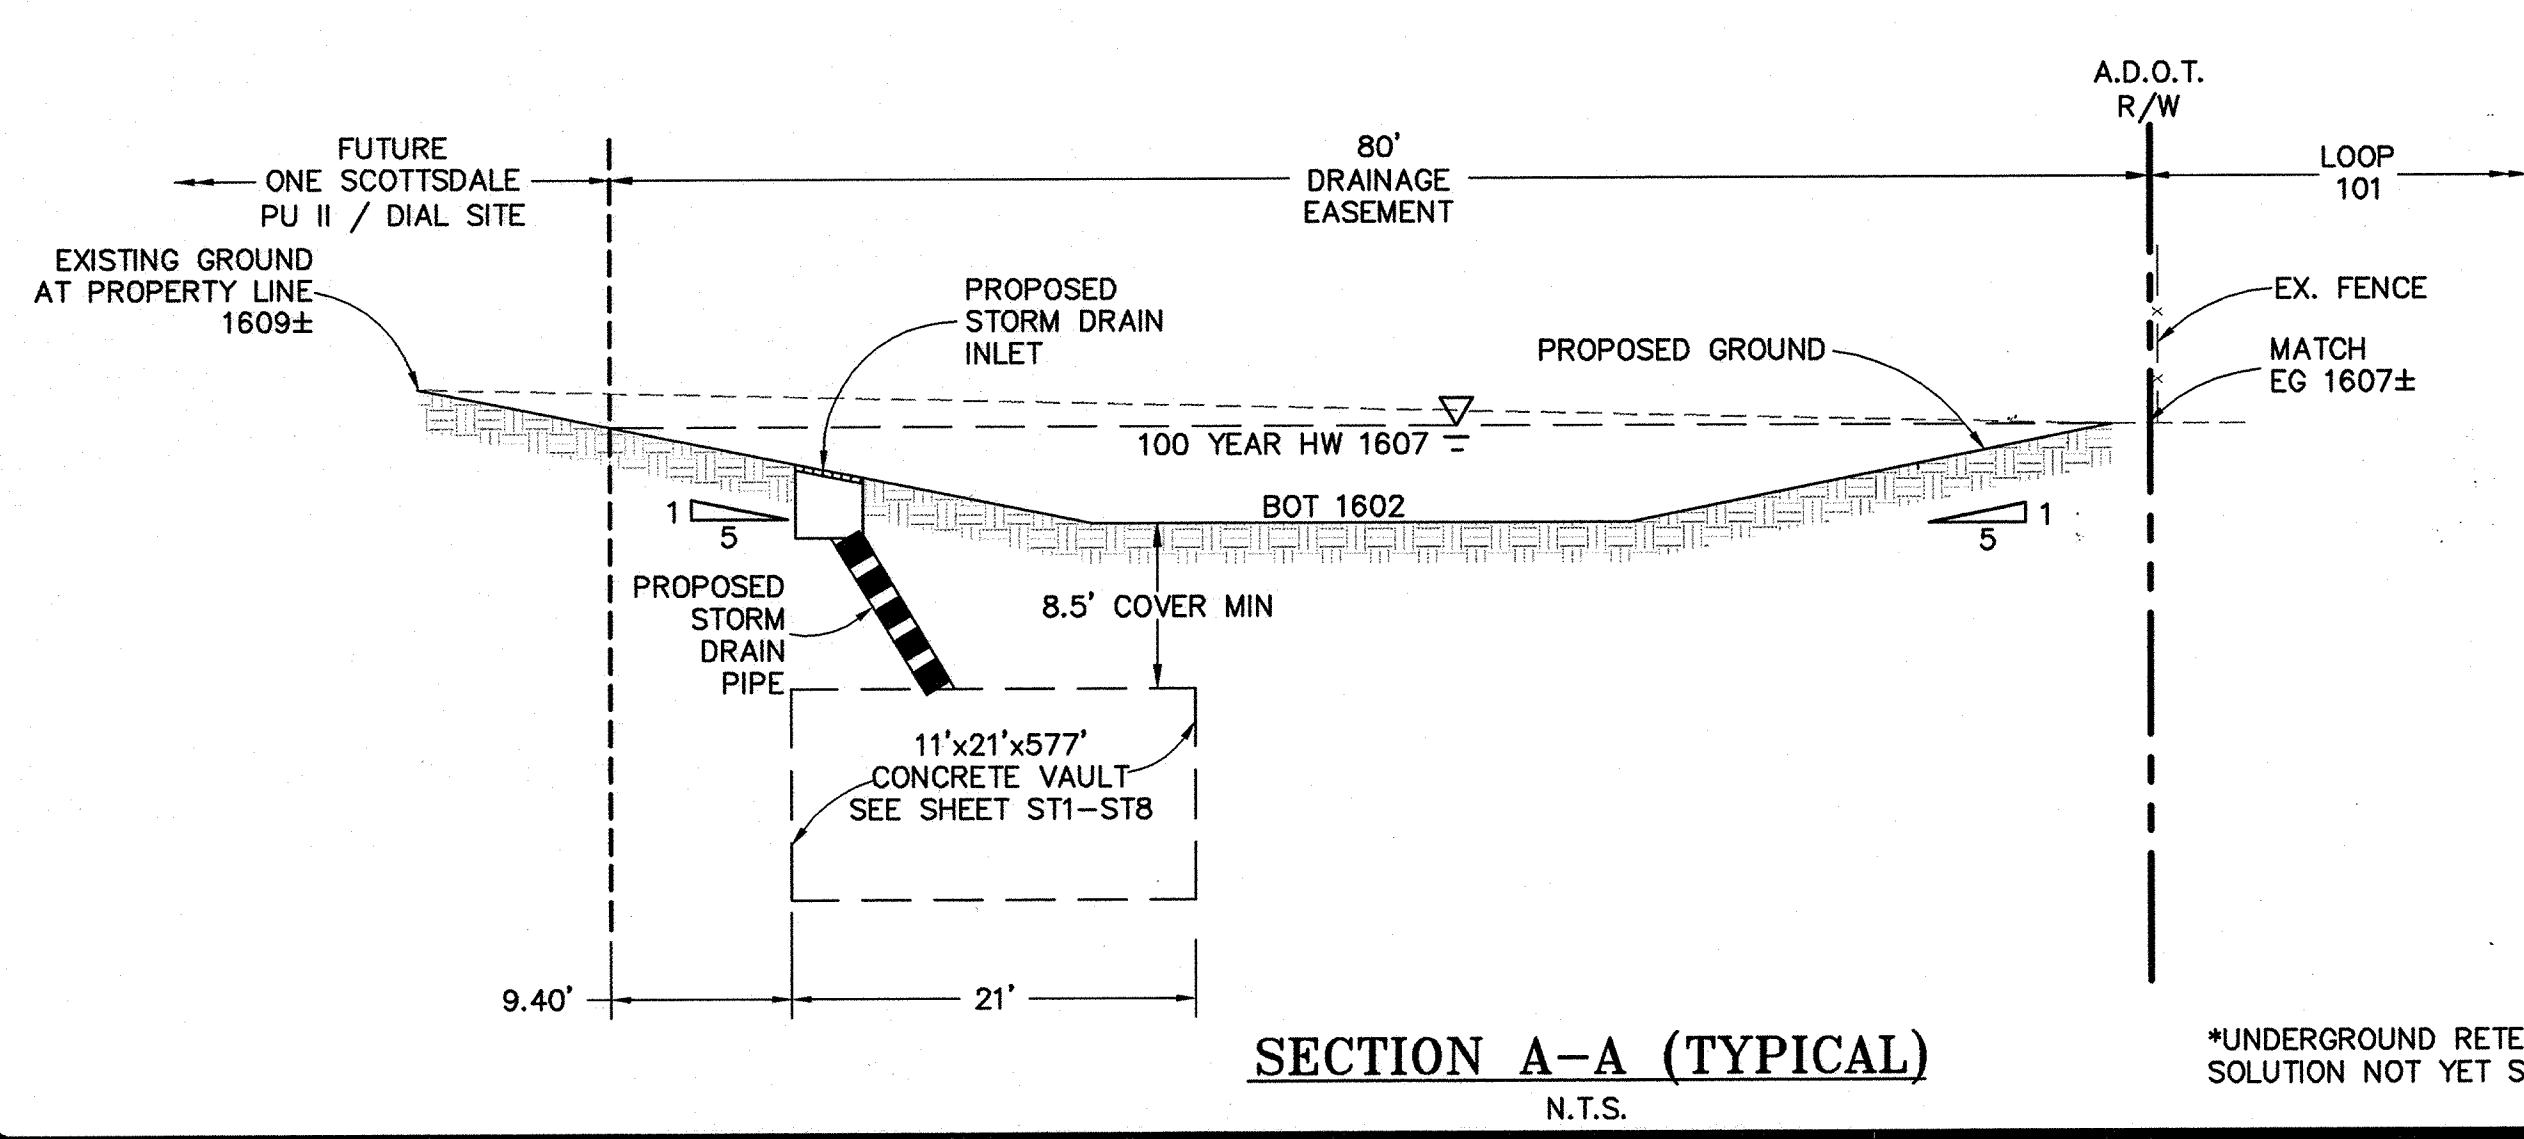 A.D.O.T.
R/W
FUTURE
ONE SCOTTSDALE
PU II / DIAL SITE
80'
DRAINAGE
EASEMENT
LOOP
101
EXISTING GROUND
AT PROPERTY LINE
1609±
PROPOSED
STORM DRAIN
INLET
PROPOSED GROUND
EX. FENCE
MATCH
EG 1607±
100 YEAR HW 1607
BOT 1602
1
5
1
5
PROPOSED
STORM
DRAIN
PIPE
8.5' COVER MIN
11'x21'x577'
CONCRETE VAULT
SEE SHEET ST1-ST8
9.40'
21'
SECTION A-A (TYPICAL)
N.T.S.
*UNDERGROUND RETE
SOLUTION NOT YET S